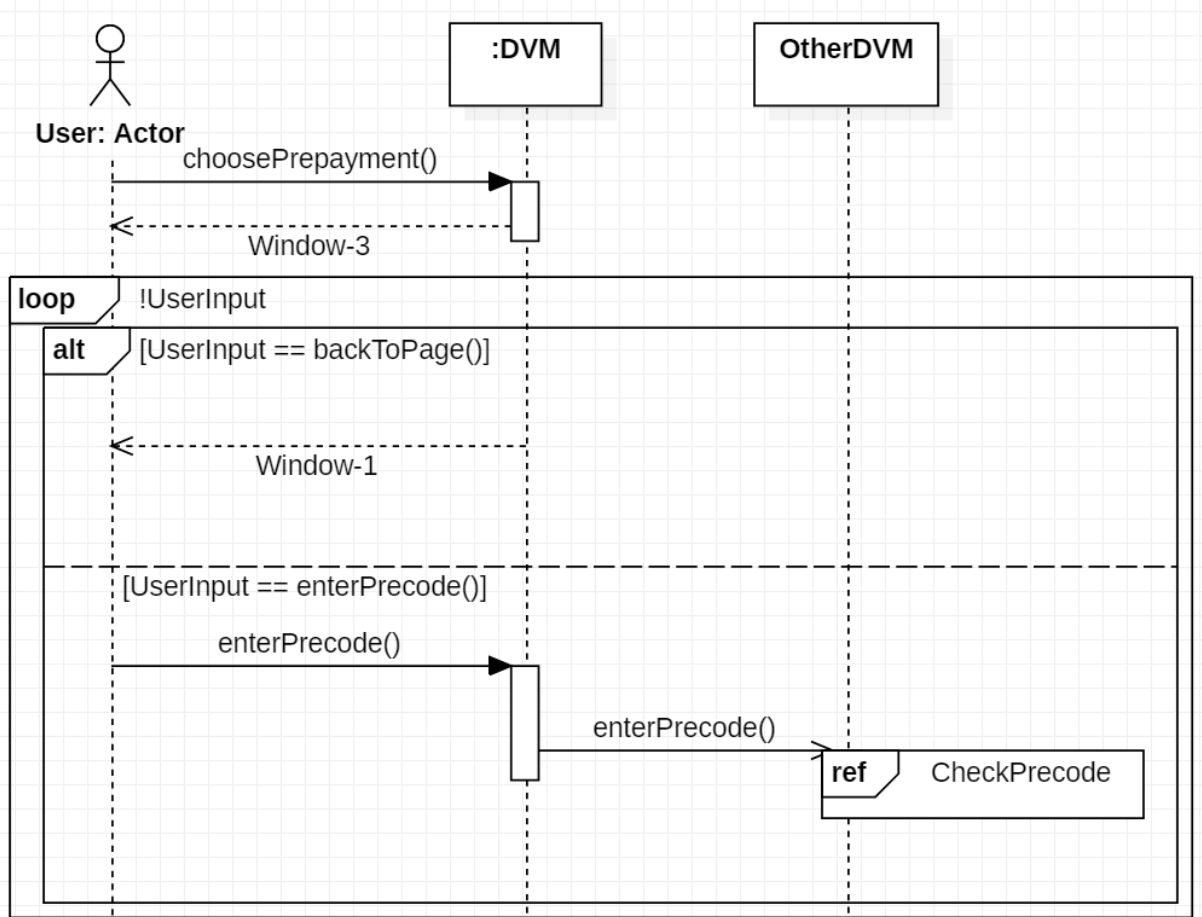 :DVM
OtherDVM
User: Actor
choosePrepayment()
Window-3
loop
!UserInput
alt
[UserInput == backToPage()]
Window-1
[UserInput == enterPrecode()]
enterPrecode()
enterPrecode()
ref
CheckPrecode